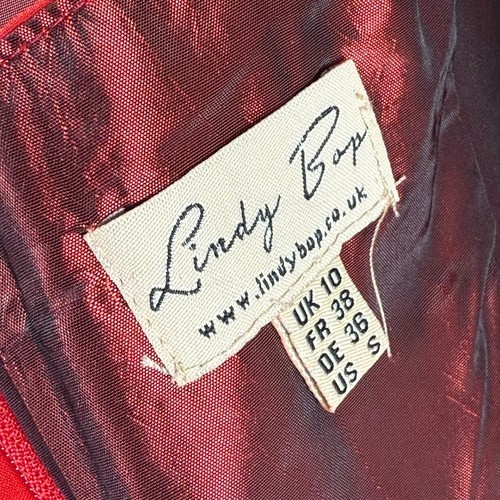 Lindy Bop
www.lindybop.co.uk
UK 10
FR 38
DE 36
US S